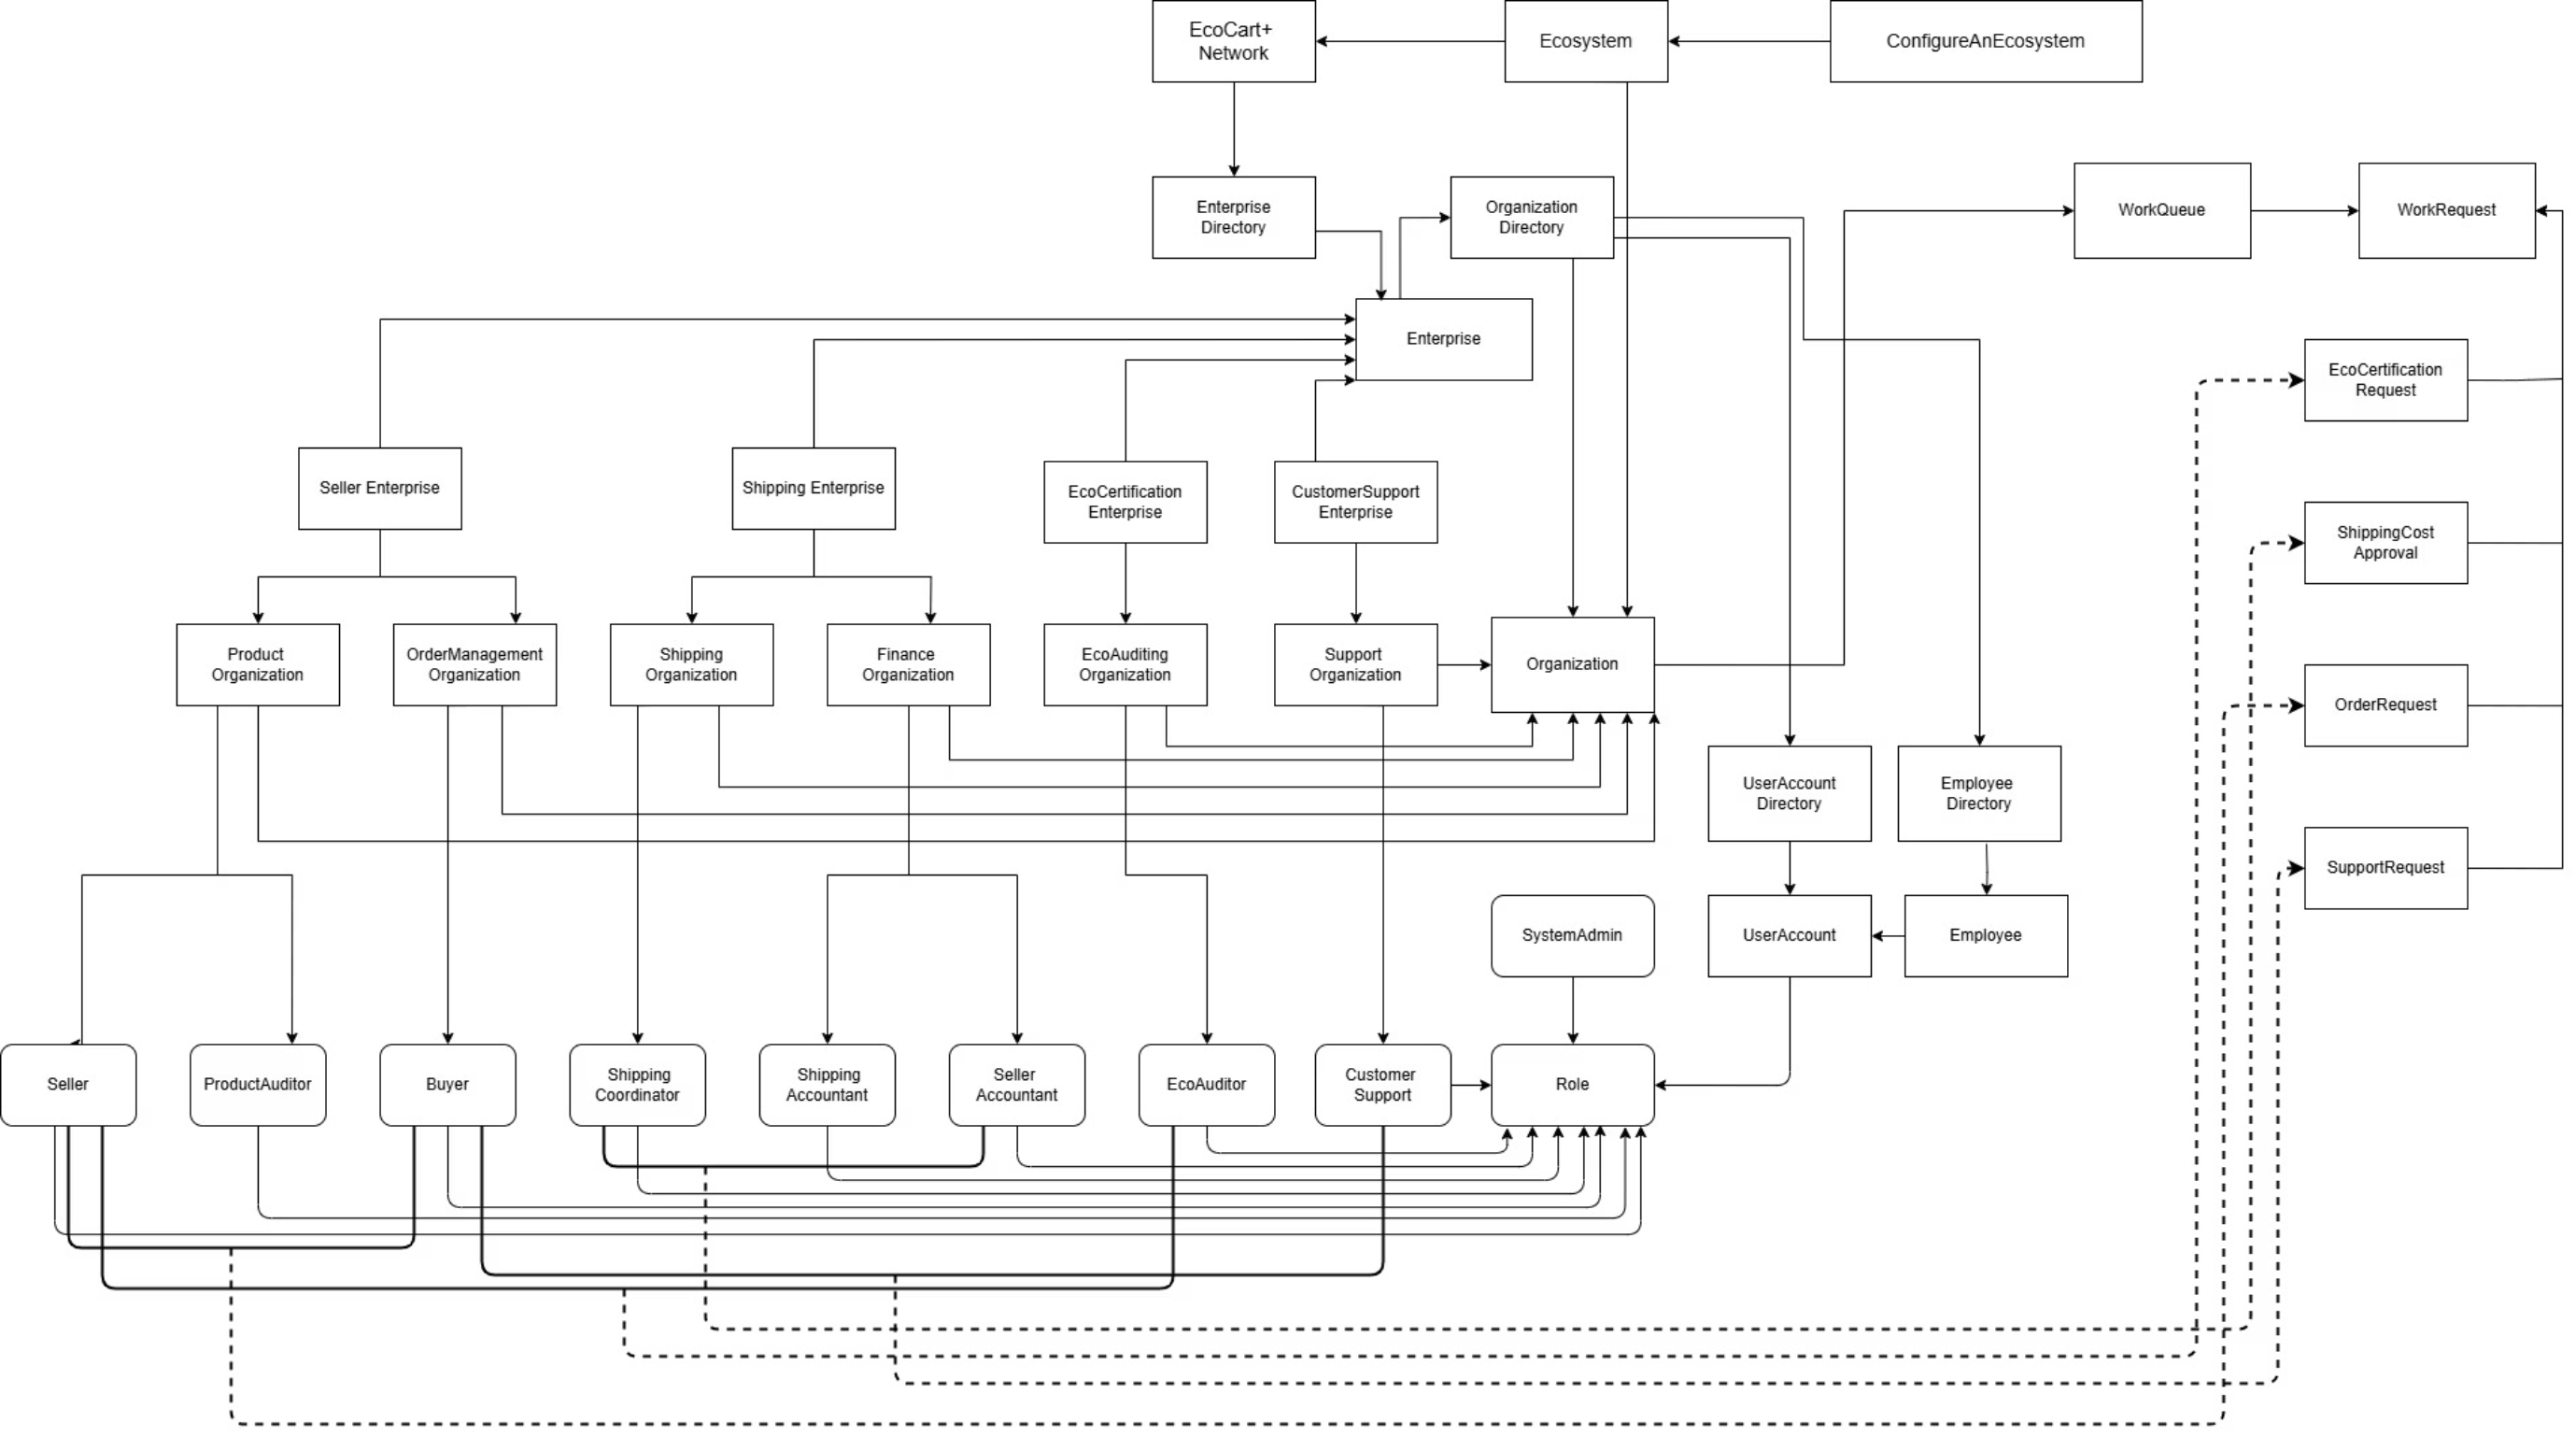 EcoCart+
Network
Ecosystem
ConfigureAnEcosystem
Enterprise
Directory
Organization
Directory
WorkQueue
WorkRequest
Enterprise
EcoCertification
Request
Seller Enterprise
Shipping Enterprise
EcoCertification
Enterprise
CustomerSupport
Enterprise
ShippingCost
Approval
Product
Organization
OrderManagement
Organization
Shipping
Organization
Finance
Organization
EcoAuditing
Organization
Support
Organization
Organization
OrderRequest
UserAccount
Directory
Employee
Directory
SupportRequest
SystemAdmin
UserAccount
Employee
Seller
ProductAuditor
Buyer
Shipping
Coordinator
Shipping
Accountant
Seller
Accountant
EcoAuditor
Customer
Support
Role